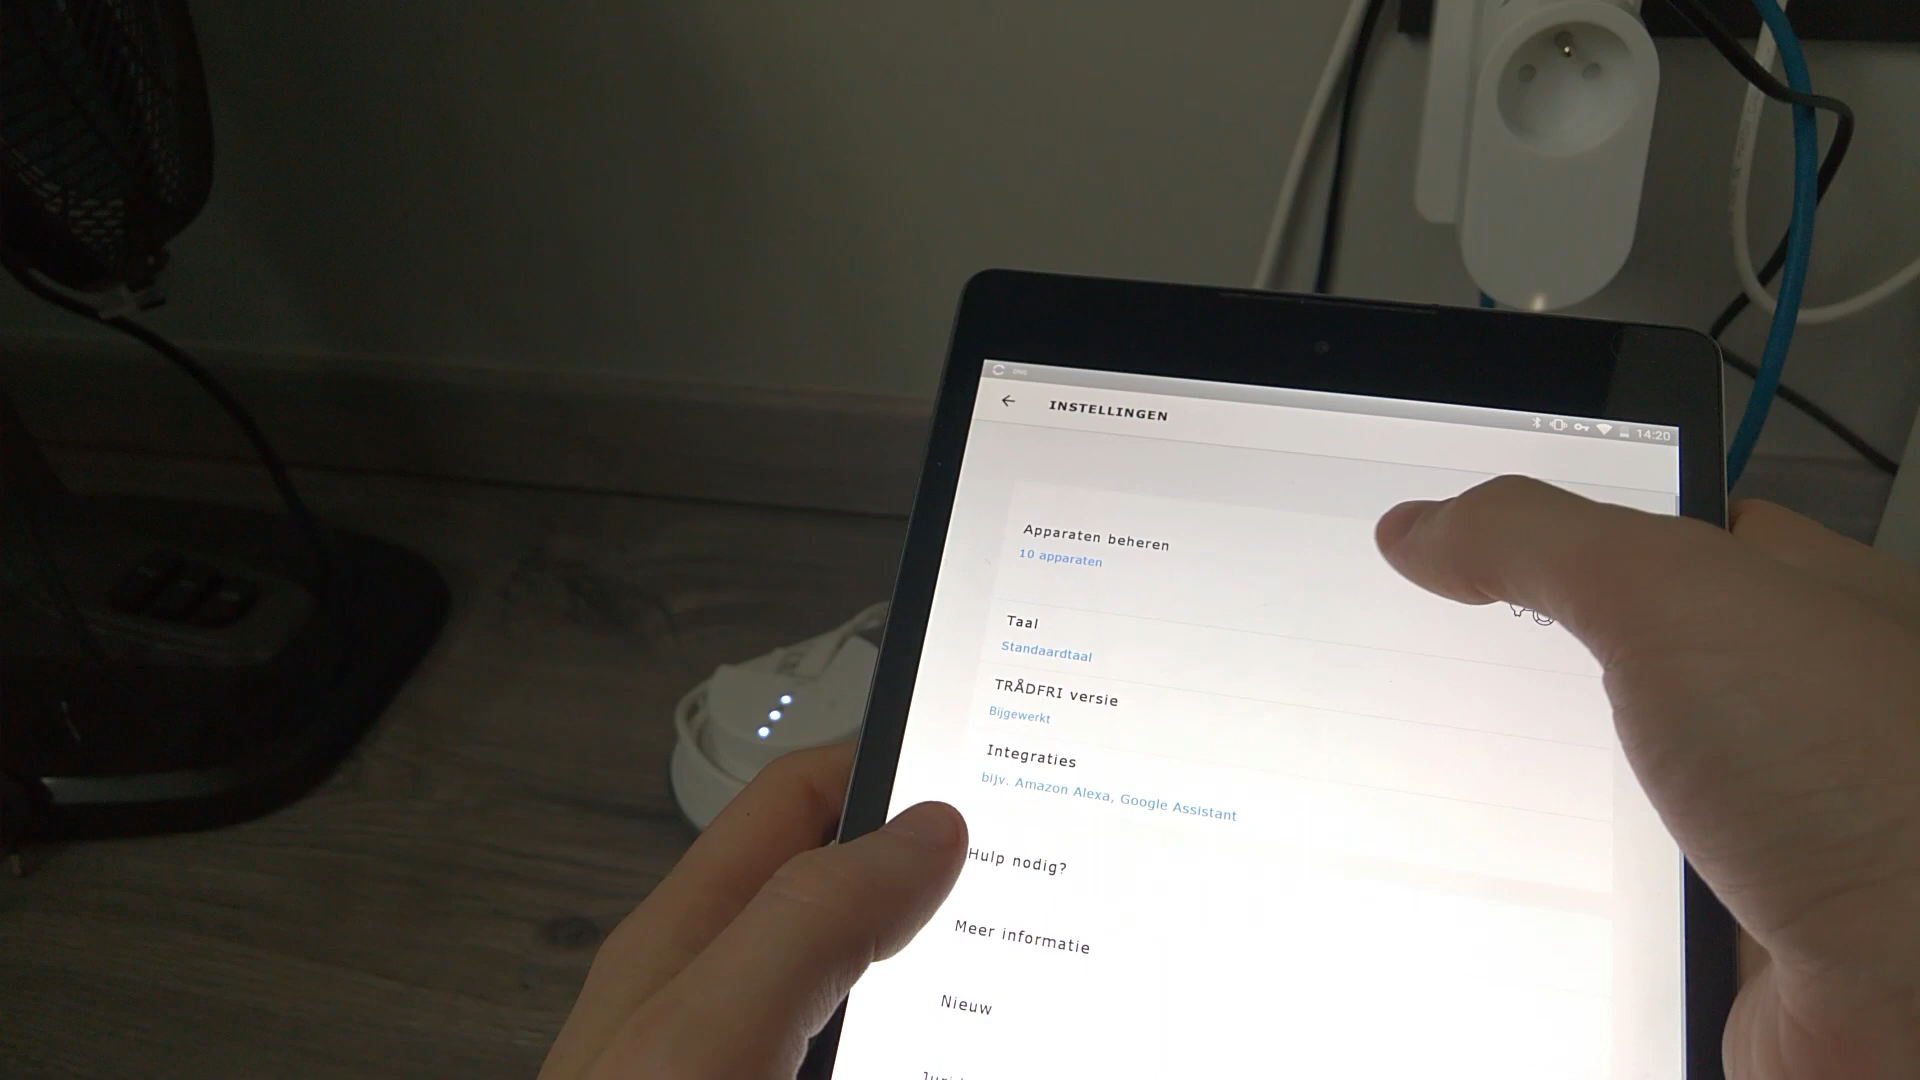 DNS
14:20
INSTELLINGEN
Apparaten beheren
10 apparaten
Taal
Standaardtaal
TRÅDFRI versie
Bijgewerkt
Integraties
bijv. Amazon Alexa, Google Assistant
Hulp nodig?
Meer informatie
Nieuw